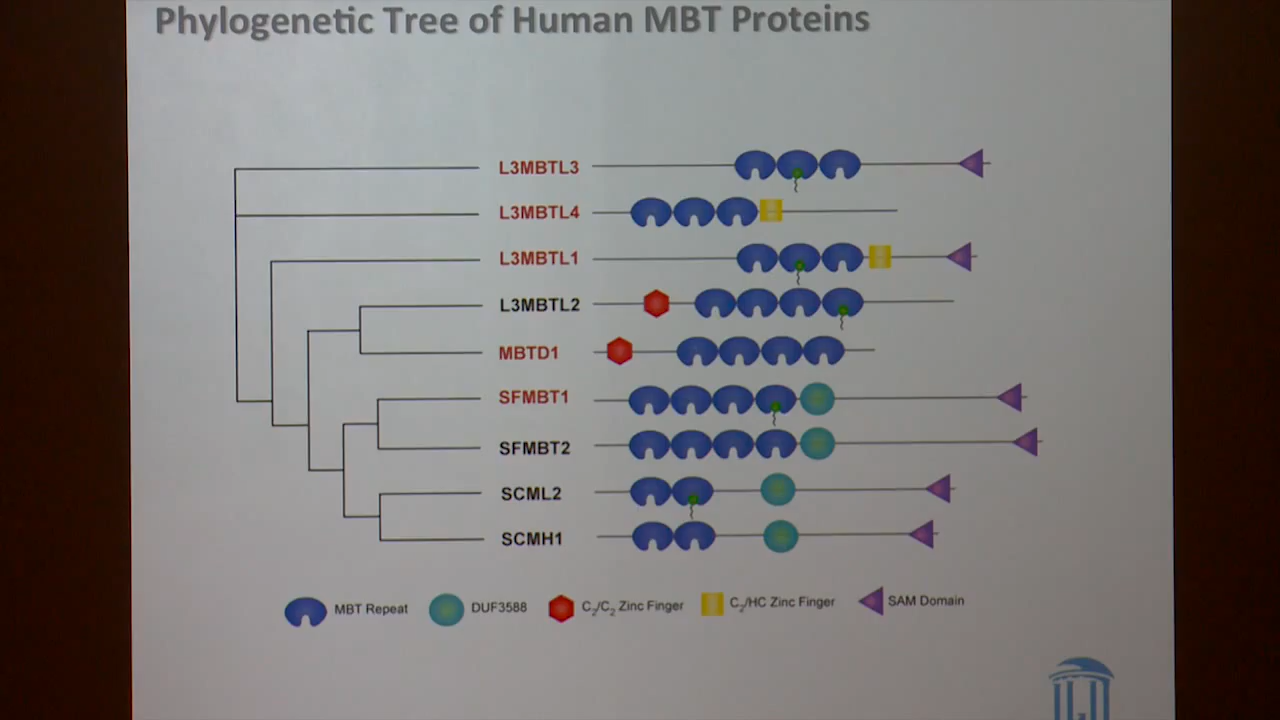 Phylogenetic Tree of Human MBT Proteins
L3MBTL3
L3MBTL4
L3MBTL1
L3MBTL2
MBTD1
SFMBT1
SFMBT2
SCML2
SCMH1
MBT Repeat DUF3588 C2/C2 Zinc Finger C2/HC Zinc Finger SAM Domain